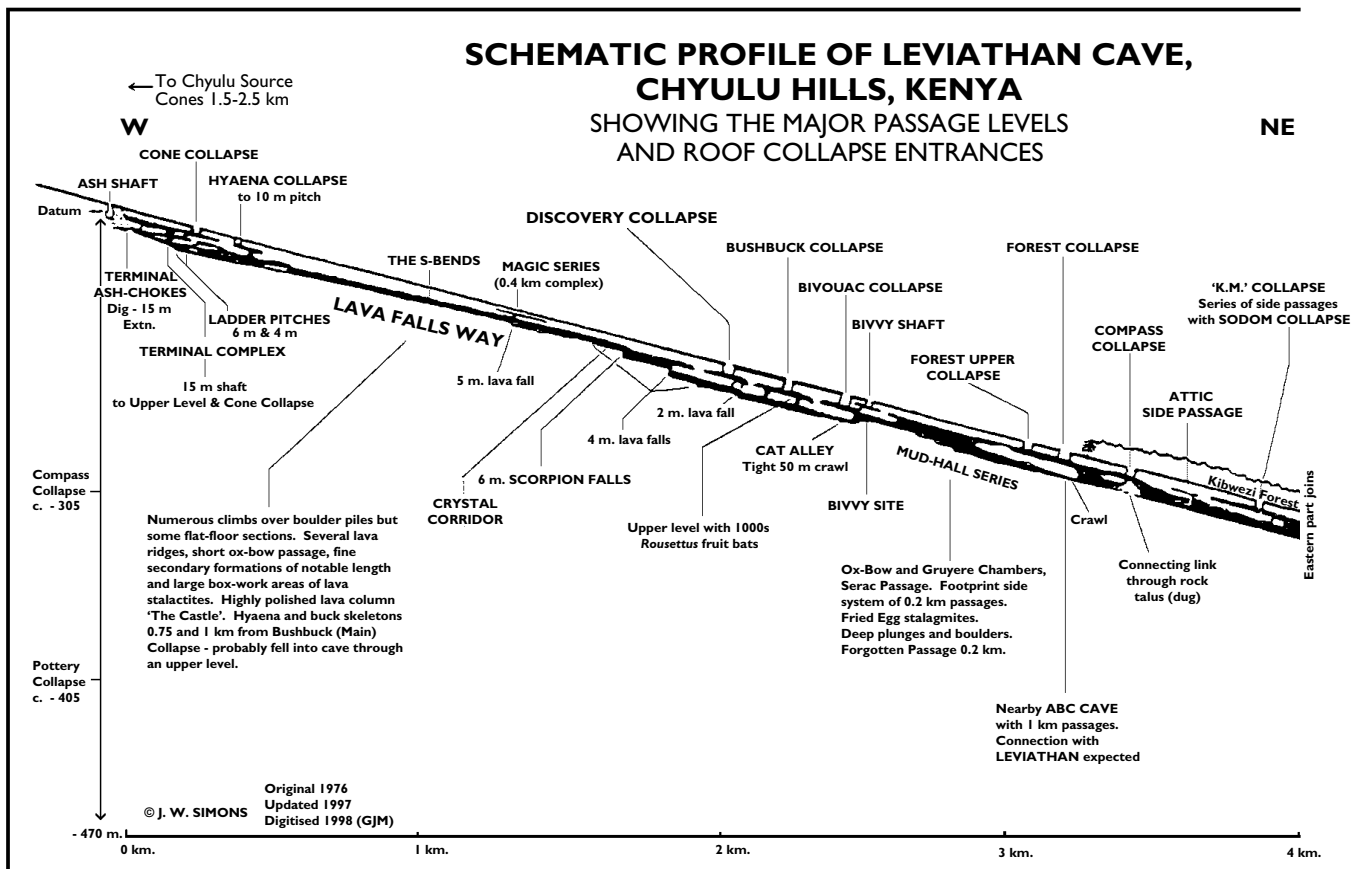 SCHEMATIC PROFILE OF LEVIATHAN CAVE,
CHYULU HILLS, KENYA
SHOWING THE MAJOR PASSAGE LEVELS
AND ROOF COLLAPSE ENTRANCES
← To Chyulu Source
Cones 1.5-2.5 km
W
NE
CONE COLLAPSE
ASH SHAFT
HYAENA COLLAPSE
to 10 m pitch
Datum
DISCOVERY COLLAPSE
BUSHBUCK COLLAPSE
FOREST COLLAPSE
THE S-BENDS
MAGIC SERIES
(0.4 km complex)
BIVOUAC COLLAPSE
'K.M.' COLLAPSE
Series of side passages
with SODOM COLLAPSE
TERMINAL
ASH-CHOKES
Dig - 15 m
Extn.
LADDER PITCHES
6 m & 4 m
LAVA FALLS WAY
BIVVY SHAFT
COMPASS
COLLAPSE
TERMINAL COMPLEX
FOREST UPPER
COLLAPSE
15 m shaft
to Upper Level & Cone Collapse
5 m. lava fall
ATTIC
SIDE PASSAGE
2 m. lava fall
4 m. lava falls
CAT ALLEY
Tight 50 m crawl
MUD-HALL SERIES
6 m. SCORPION FALLS
Kibwezi Forest
Eastern part joins
Compass
Collapse
c. - 305
CRYSTAL
CORRIDOR
BIVVY SITE
Crawl
Upper level with 1000s
Rousettus fruit bats
Numerous climbs over boulder piles but
some flat-floor sections. Several lava
ridges, short ox-bow passage, fine
secondary formations of notable length
and large box-work areas of lava
stalactites. Highly polished lava column
'The Castle'. Hyaena and buck skeletons
0.75 and 1 km from Bushbuck (Main)
Collapse - probably fell into cave through
an upper level.
Ox-Bow and Gruyere Chambers,
Serac Passage. Footprint side
system of 0.2 km passages.
Fried Egg stalagmites.
Deep plunges and boulders.
Forgotten Passage 0.2 km.
Connecting link
through rock
talus (dug)
Pottery
Collapse
c. - 405
Nearby ABC CAVE
with 1 km passages.
Connection with
LEVIATHAN expected
© J. W. SIMONS
Original 1976
Updated 1997
Digitised 1998 (GJM)
- 470 m.
0 km.
1 km.
2 km.
3 km.
4 km.